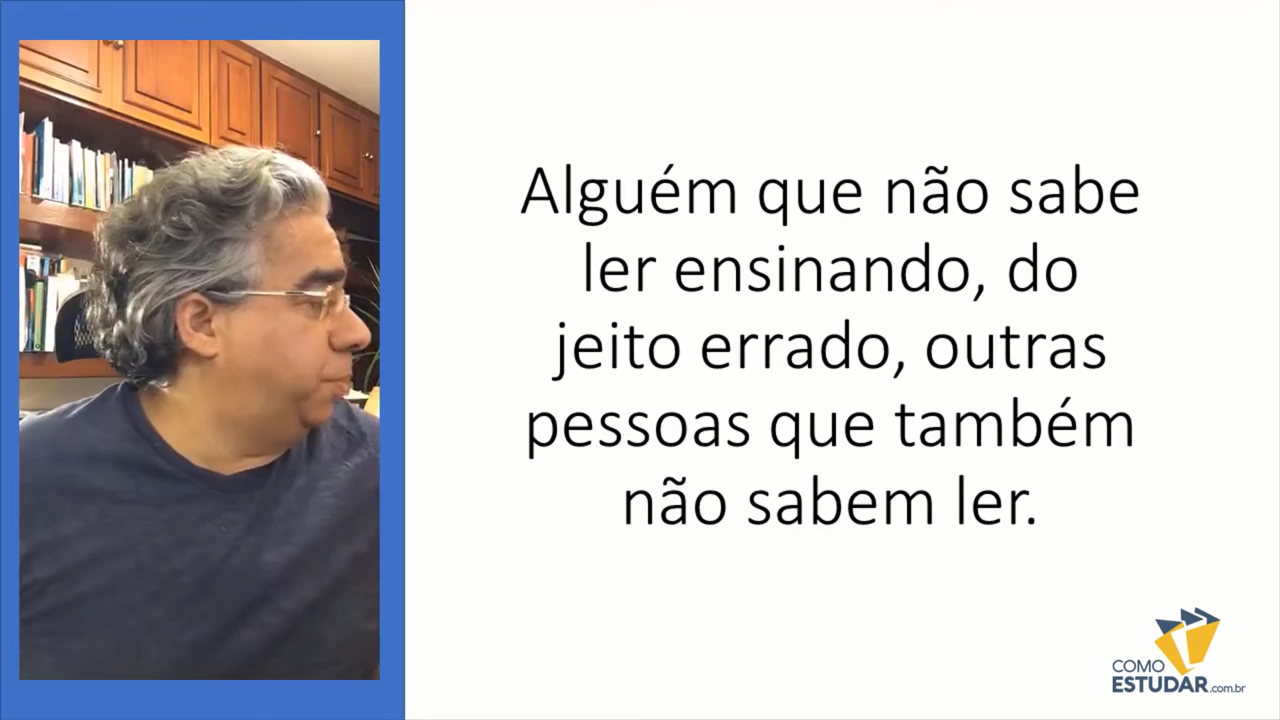 Alguém que não sabe
ler ensinando, do
jeito errado, outras
pessoas que também
não sabem ler.
COMO
ESTUDAR.com.br